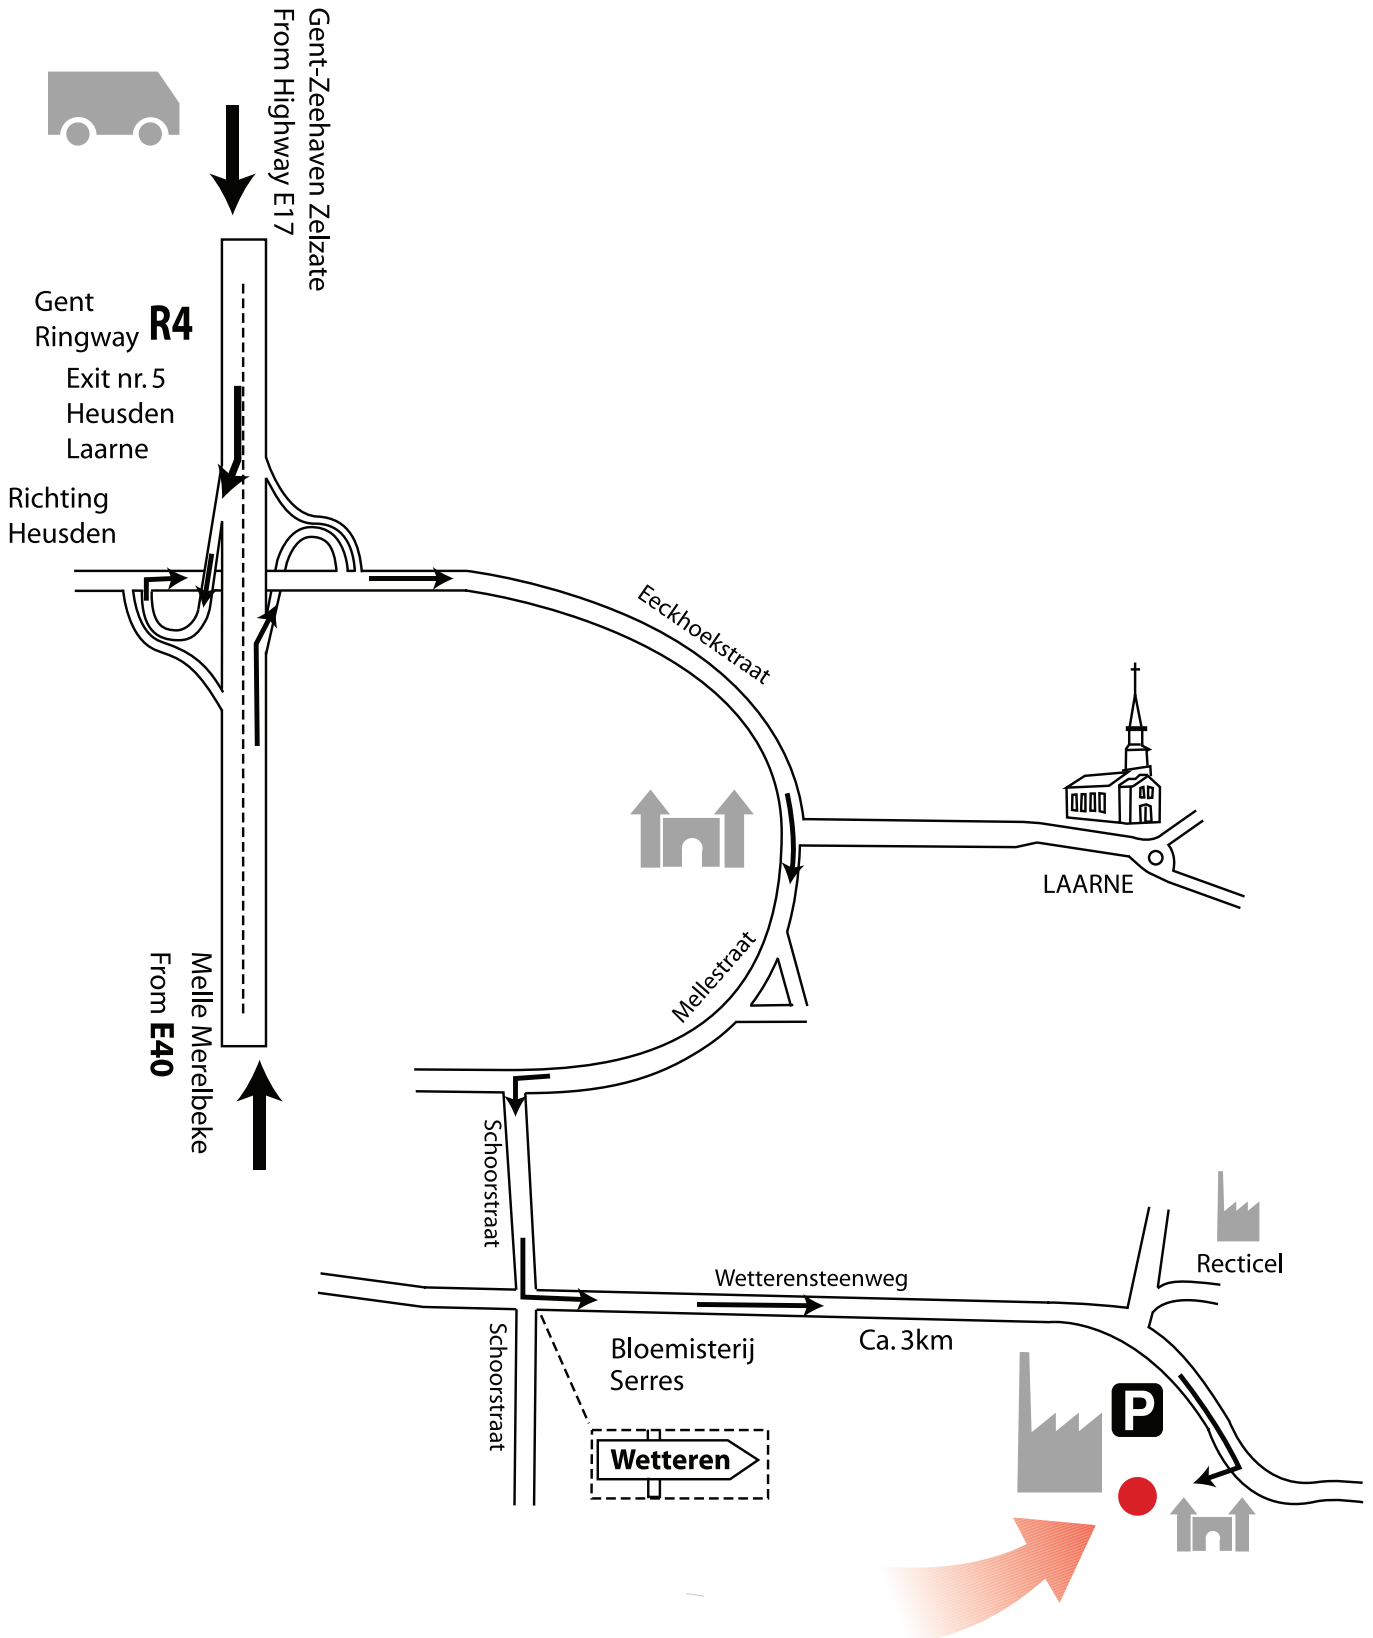 Gent-Zeehaven Zelzate
From Highway E17
Gent
Ringway R4
Exit nr. 5
Heusden
Laarne
Richting
Heusden
Eeckhoekstraat
LAARNE
Mellestraat
Melle Merelbeke
From E40
Schoorstraat
Recticel
Wetterensteenweg
Ca. 3km
Schoorstraat
Bloemisterij
Serres
P
Wetteren